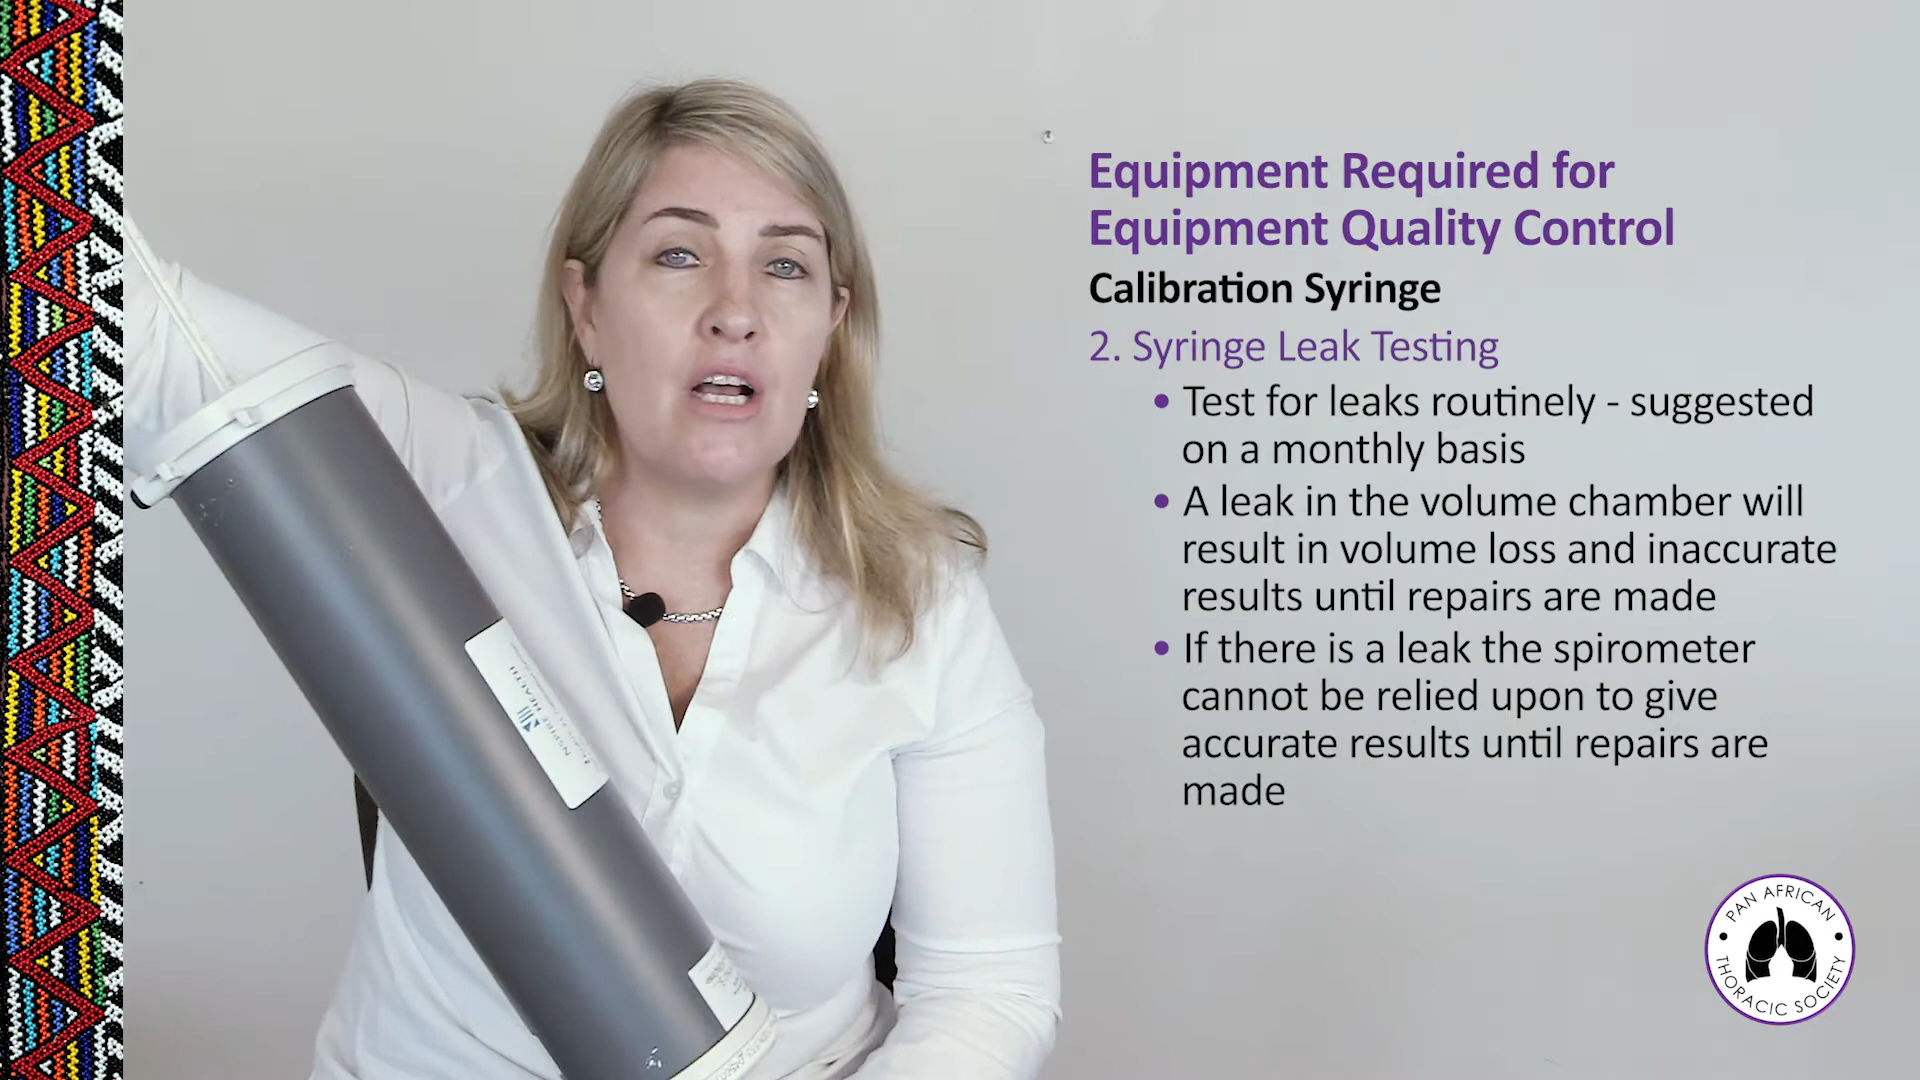 Equipment Required for
Equipment Quality Control
Calibration Syringe
2. Syringe Leak Testing
• Test for leaks routinely - suggested
on a monthly basis
• A leak in the volume chamber will
result in volume loss and inaccurate
results until repairs are made
• If there is a leak the spirometer
cannot be relied upon to give
accurate results until repairs are
made
NSPIRE HEALTH
PAN AFRICAN
THORACIC SOCIETY